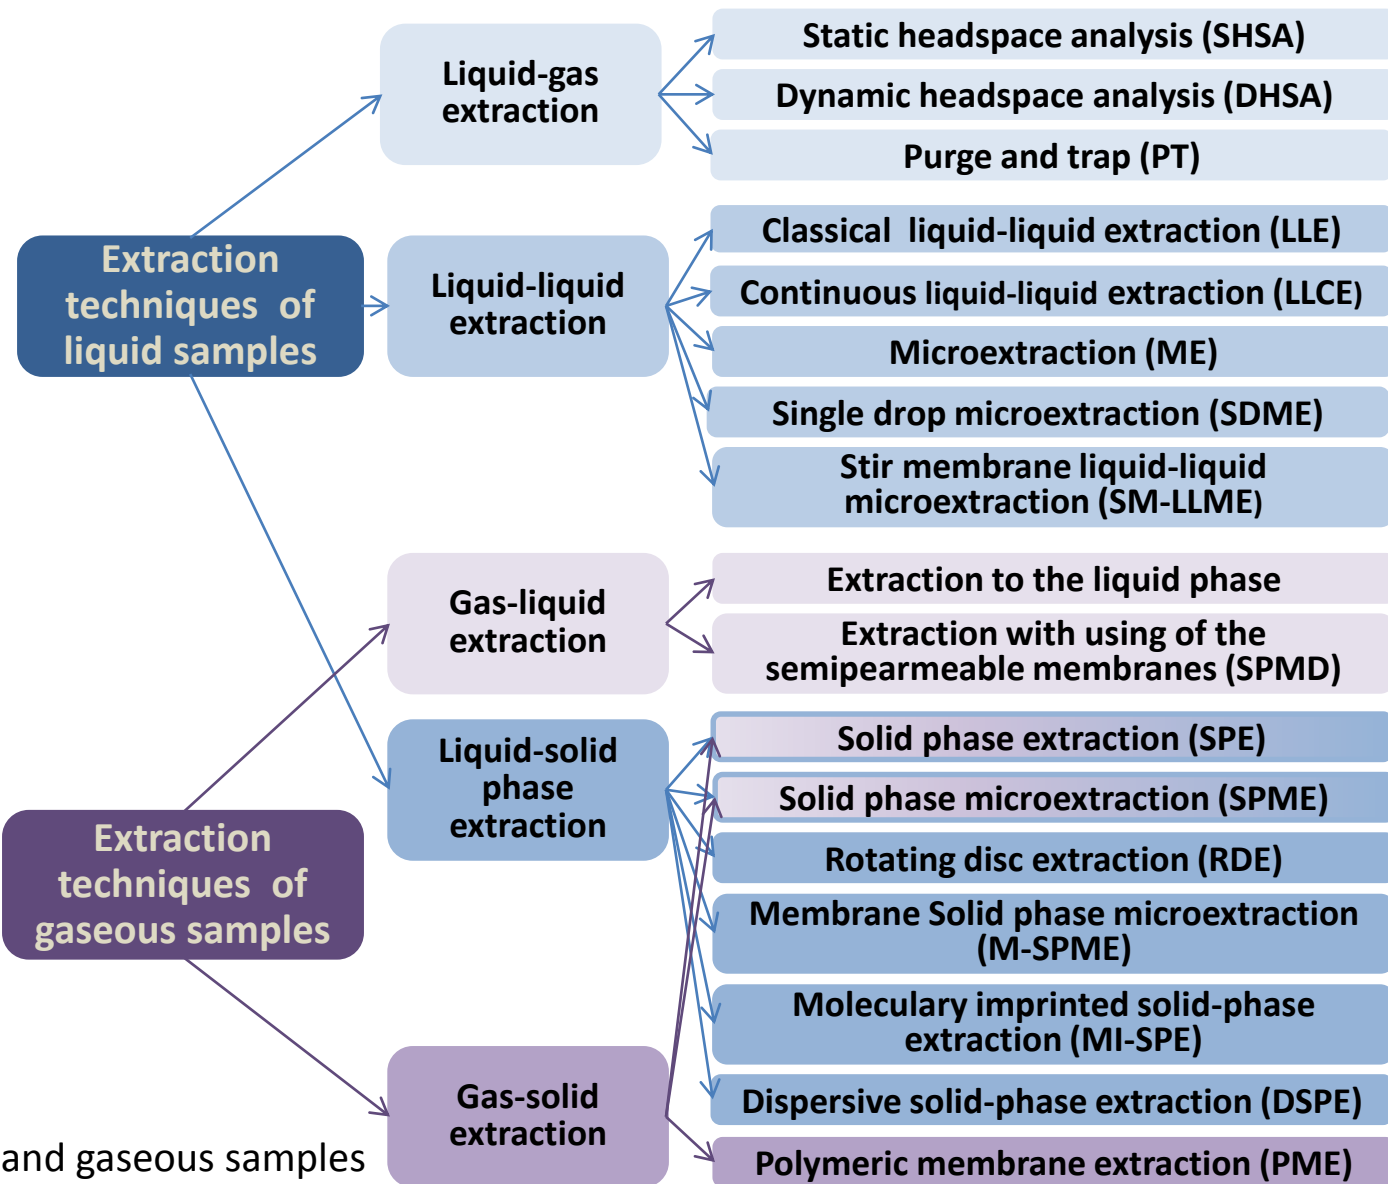 Static headspace analysis (SHSA)
Liquid-gas
extraction
Dynamic headspace analysis (DHSA)
Purge and trap (PT)
Classical liquid-liquid extraction (LLE)
Extraction
techniques of
liquid samples
Liquid-liquid
extraction
Continuous liquid-liquid extraction (LLCE)
Microextraction (ME)
Single drop microextraction (SDME)
Stir membrane liquid-liquid
microextraction (SM-LLME)
Gas-liquid
extraction
Extraction to the liquid phase
Extraction with using of the
semipearmeable membranes (SPMD)
Liquid-solid
phase
extraction
Solid phase extraction (SPE)
Solid phase microextraction (SPME)
Extraction
techniques of
gaseous samples
Rotating disc extraction (RDE)
Membrane Solid phase microextraction
(M-SPME)
Moleculary imprinted solid-phase
extraction (MI-SPE)
Gas-solid
extraction
Dispersive solid-phase extraction (DSPE)
Polymeric membrane extraction (PME)
and gaseous samples